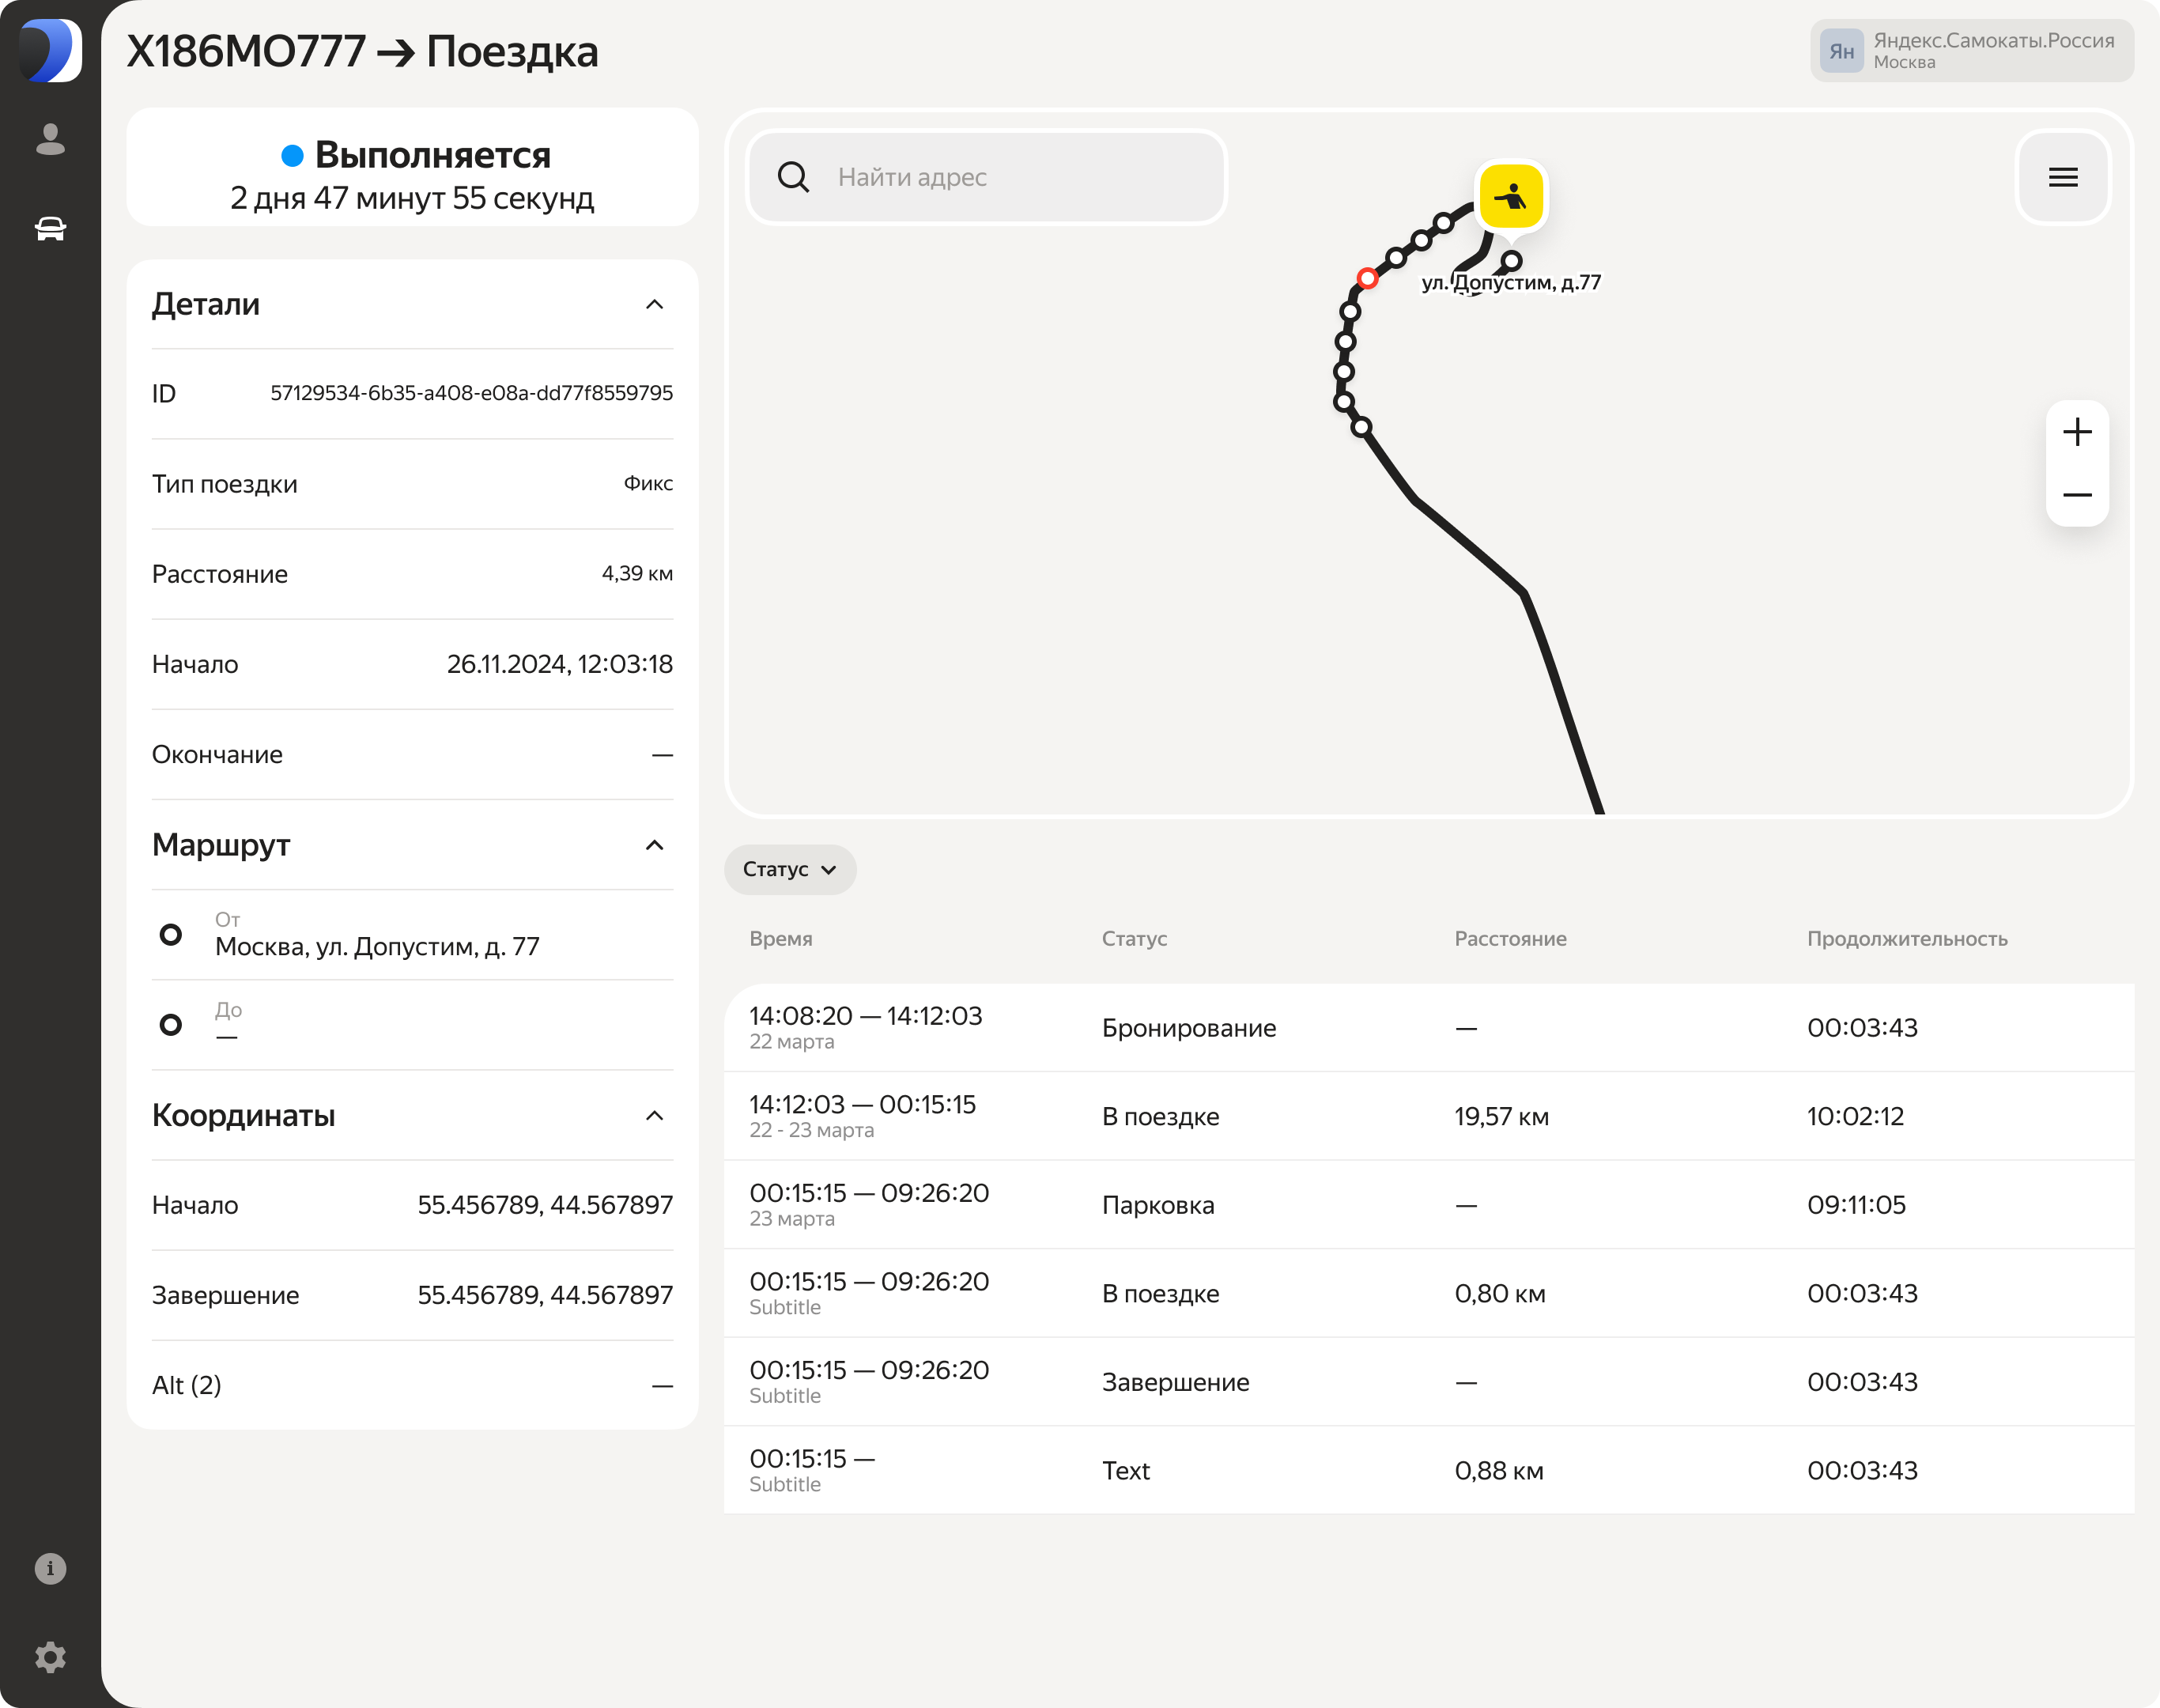 Х186МО777 → Поездка
Ян
Яндекс.Самокаты.Россия
Москва
Выполняется
2 дня 47 минут 55 секунд
Детали
ID
57129534-6b35-a408-e08a-dd77f8559795
Тип поездки
Фикс
Расстояние
4,39 км
Начало
26.11.2024, 12:03:18
Окончание
—
Маршрут
От
Москва, ул. Допустим, д. 77
До
—
Координаты
Начало
55.456789, 44.567897
Завершение
55.456789, 44.567897
Alt (2)
—
Найти адрес
ул. Допустим, д.77
Статус
Время
Статус
Расстояние
Продолжительность
14:08:20 — 14:12:03
22 марта
Бронирование
—
00:03:43
14:12:03 — 00:15:15
22 - 23 марта
В поездке
19,57 км
10:02:12
00:15:15 — 09:26:20
23 марта
Парковка
—
09:11:05
00:15:15 — 09:26:20
Subtitle
В поездке
0,80 км
00:03:43
00:15:15 — 09:26:20
Subtitle
Завершение
—
00:03:43
00:15:15 —
Subtitle
Text
0,88 км
00:03:43